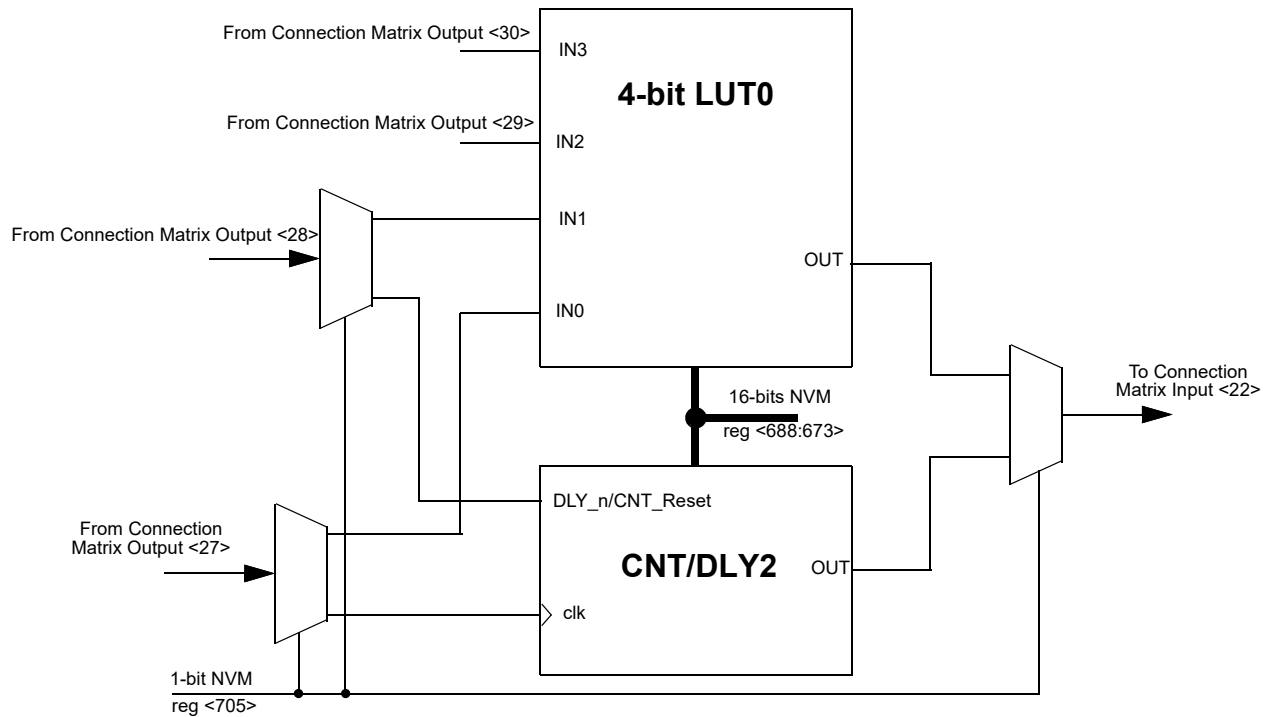 From Connection Matrix Output <30>
IN3
4-bit LUT0
From Connection Matrix Output <29>
IN2
IN1
From Connection Matrix Output <28>
OUT
IN0
To Connection
Matrix Input <22>
16-bits NVM
reg <688:673>
DLY_n/CNT_Reset
From Connection
Matrix Output <27>
CNT/DLY2
OUT
clk
1-bit NVM
reg <705>